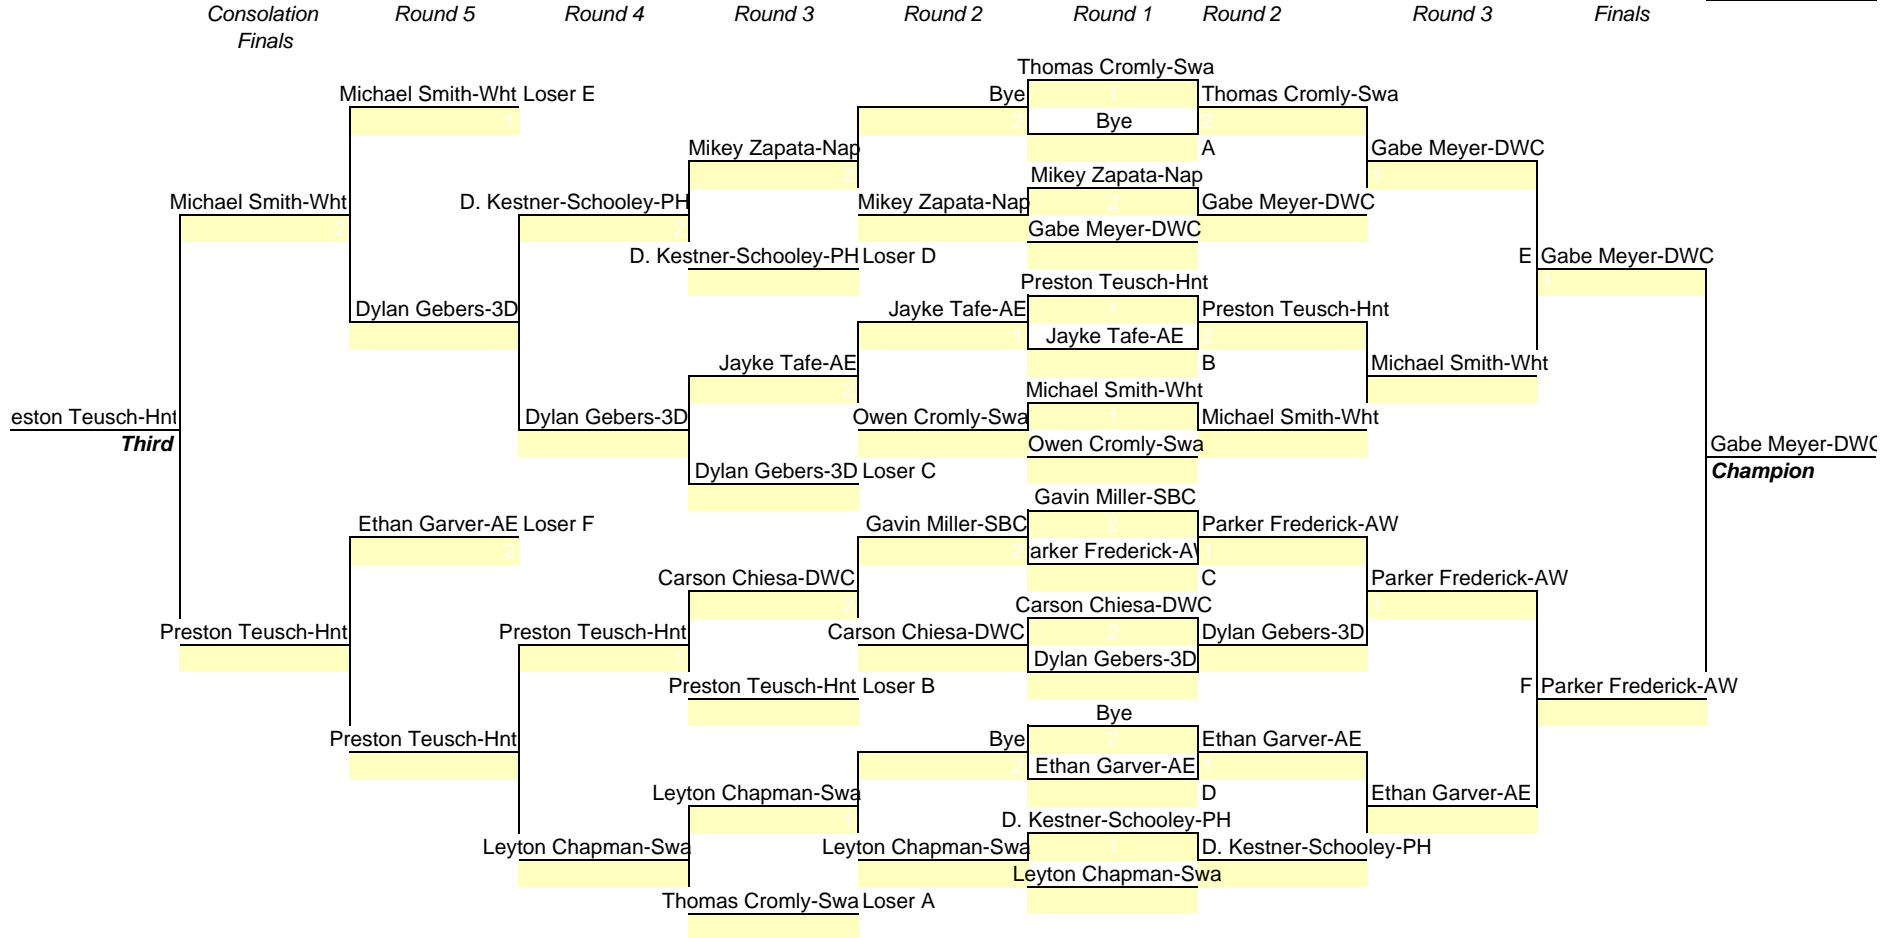 Consolation Finals
Round 5
Round 4
Round 3
Round 2
Round 1
Round 2
Round 3
Finals
Thomas Cromly-Swa
Michael Smith-Wht Loser E
Bye
1
Thomas Cromly-Swa
1
2
Bye
2
Mikey Zapata-Nap
A
Gabe Meyer-DWC
2
Mikey Zapata-Nap
1
Michael Smith-Wht
D. Kestner-Schooley-PH
Mikey Zapata-Nap
2
Gabe Meyer-DWC
2
2
Gabe Meyer-DWC
D. Kestner-Schooley-PH Loser D
E
Gabe Meyer-DWC
Preston Teusch-Hnt
1
Dylan Gebers-3D
Jayke Tafe-AE
1
Preston Teusch-Hnt
1
Jayke Tafe-AE
2
Jayke Tafe-AE
B
Michael Smith-Wht
2
Michael Smith-Wht
eston Teusch-Hnt
Dylan Gebers-3D
Owen Cromly-Swa
1
Michael Smith-Wht
Third
Owen Cromly-Swa
Gabe Meyer-DWC
Dylan Gebers-3D Loser C
Champion
Gavin Miller-SBC
Ethan Garver-AE Loser F
Gavin Miller-SBC
2
Parker Frederick-AW
2
2
arker Frederick-AW
1
Carson Chiesa-DWC
C
Parker Frederick-AW
2
Carson Chiesa-DWC
1
Preston Teusch-Hnt
Preston Teusch-Hnt
Carson Chiesa-DWC
2
Dylan Gebers-3D
1
Dylan Gebers-3D
Preston Teusch-Hnt Loser B
F
Parker Frederick-AW
Bye
Preston Teusch-Hnt
Bye
2
Ethan Garver-AE
2
Ethan Garver-AE
1
Leyton Chapman-Swa
D
Ethan Garver-AE
1
D. Kestner-Schooley-PH
Leyton Chapman-Swa
Leyton Chapman-Swa
1
D. Kestner-Schooley-PH
Leyton Chapman-Swa
Thomas Cromly-Swa Loser A